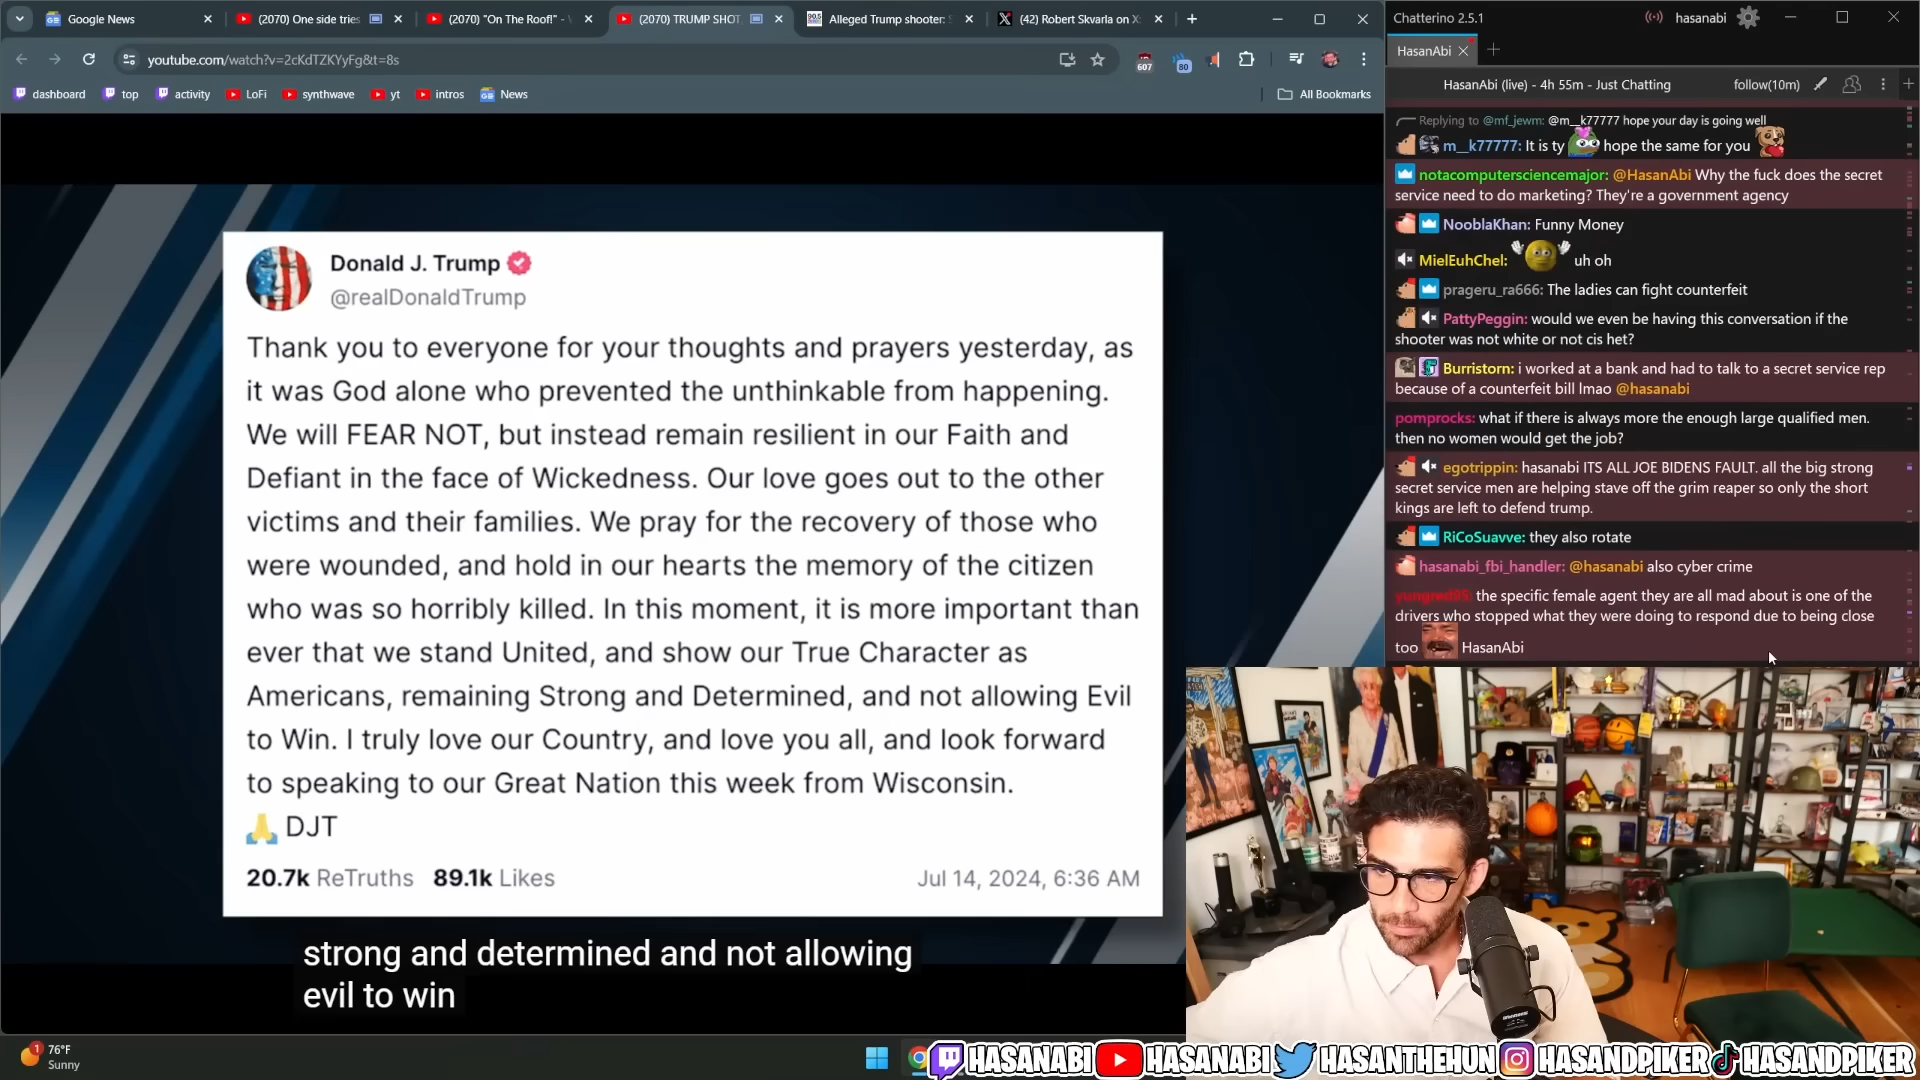 Google News
(2070) One side tries
(2070) "On The Roof!" -
(2070) TRUMP SHOT
Alleged Trump shooter: S
(42) Robert Skvarla on X:
youtube.com/watch?v=2cKdTZKYyFg&t=8s
607
80
dashboard
top
activity
LoFi
synthwave
yt
intros
News
All Bookmarks
Donald J. Trump
@realDonaldTrump
Thank you to everyone for your thoughts and prayers yesterday, as
it was God alone who prevented the unthinkable from happening.
We will FEAR NOT, but instead remain resilient in our Faith and
Defiant in the face of Wickedness. Our love goes out to the other
victims and their families. We pray for the recovery of those who
were wounded, and hold in our hearts the memory of the citizen
who was so horribly killed. In this moment, it is more important than
ever that we stand United, and show our True Character as
Americans, remaining Strong and Determined, and not allowing Evil
to Win. I truly love our Country, and love you all, and look forward
to speaking to our Great Nation this week from Wisconsin.
🙏 DJT
20.7k ReTruths 89.1k Likes
Jul 14, 2024, 6:36 AM
strong and determined and not allowing
evil to win
Chatterino 2.5.1
hasanabi
HasanAbi
HasanAbi (live) - 4h 55m - Just Chatting
follow(10m)
Replying to @mf_jewm: @m__k77777 hope your day is going well
m__k77777: It is ty hope the same for you
notacomputersciencemajor: @HasanAbi Why the fuck does the secret
service need to do marketing? They're a government agency
NooblaKhan: Funny Money
MielEuhChel: uh oh
prageru_ra666: The ladies can fight counterfeit
PattyPeggin: would we even be having this conversation if the
shooter was not white or not cis het?
Burristorn: i worked at a bank and had to talk to a secret service rep
because of a counterfeit bill lmao @hasanabi
pomprocks: what if there is always more the enough large qualified men.
then no women would get the job?
egotrippin: hasanabi ITS ALL JOE BIDENS FAULT. all the big strong
secret service men are helping stave off the grim reaper so only the short
kings are left to defend trump.
RiCoSuavve: they also rotate
hasanabi_fbi_handler: @hasanabi also cyber crime
the specific female agent they are all mad about is one of the
drivers who stopped what they were doing to respond due to being close
too HasanAbi
1
76°F
Sunny
HASANABI HASANABI HASANTHEHUN HASANDPIKER HASANDPIKER